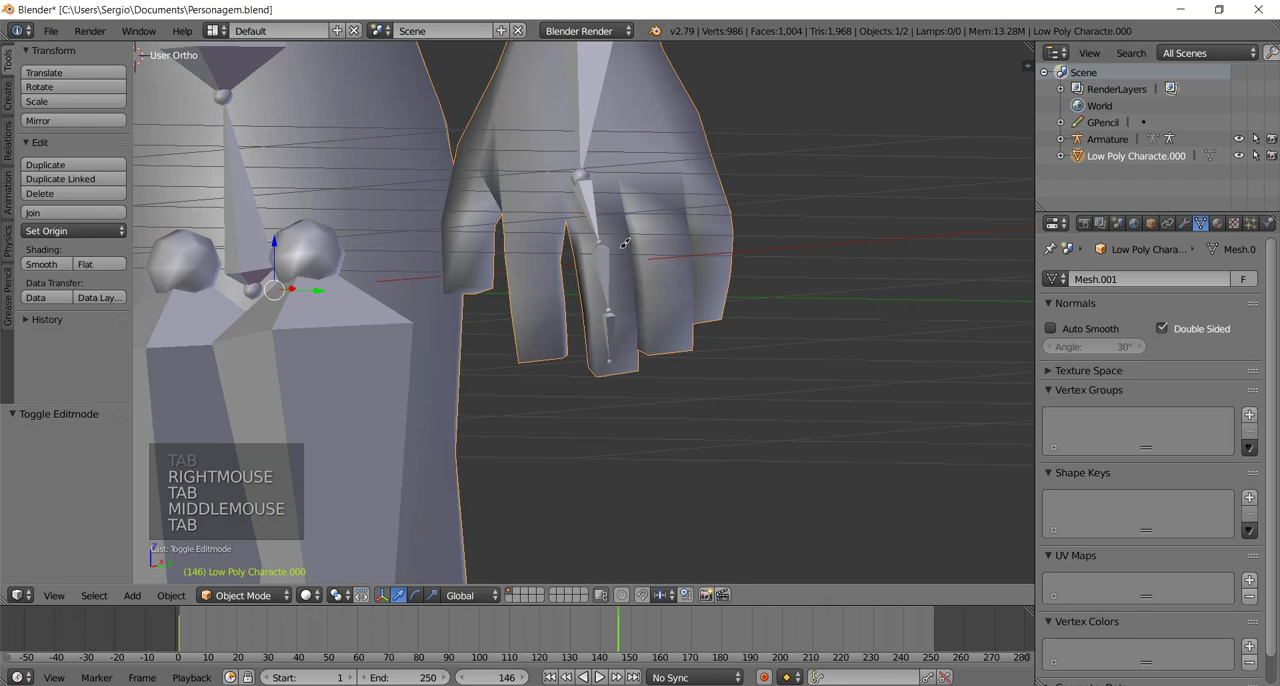 Blender* [C:\Users\Sergio\Documents\Personagem.blend]
File Render Window Help Default Scene Blender Render v2.79 | Verts:986 | Faces:1,004 | Tris:1,968 | Objects:1/2 | Lamps:0/0 | Mem:13.28M | Low Poly Characte.000
Tools
Create
Relations
Animation
Physics
Grease Pencil
Transform
Translate
Rotate
Scale
Mirror
Edit
Duplicate
Duplicate Linked
Delete
Join
Set Origin
Shading:
Smooth Flat
Data Transfer:
Data Data Lay...
History
Toggle Editmode
User Ortho
TAB
RIGHTMOUSE
TAB
MIDDLEMOUSE
TAB
Last: Toggle Editmode
(146) Low Poly Characte.000
View Select Add Object Object Mode Global
-50 -40 -30 -20 -10 0 10 20 30 40 50 60 70 80 90 100 110 120 130 140 150 160 170 180 190 200 210 220 230 240 250 260 270 280
View Marker Frame Playback Start: 1 End: 250 146 No Sync
View Search All Scenes
Scene
RenderLayers
World
GPencil
Armature
Low Poly Characte.000
Low Poly Chara... Mesh.0
Mesh.001 F
Normals
Auto Smooth Double Sided
Angle: 30°
Texture Space
Vertex Groups
Shape Keys
UV Maps
Vertex Colors